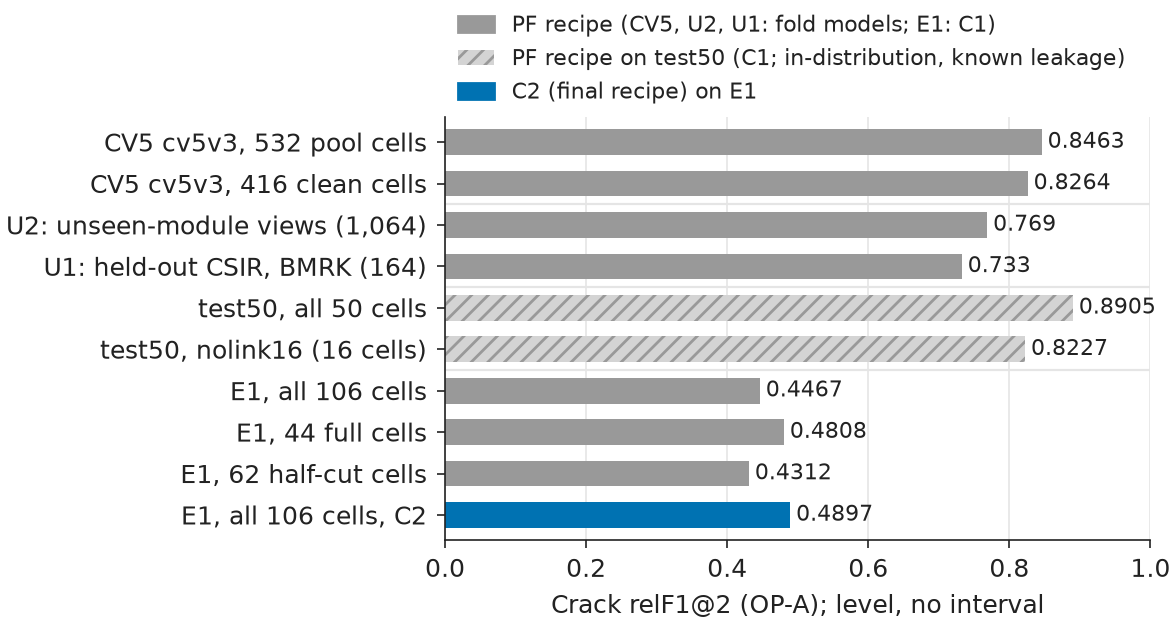 PF recipe (CV5, U2, U1: fold models; E1: C1)
PF recipe on test50 (C1; in-distribution, known leakage)
C2 (final recipe) on E1
CV5 cv5v3, 532 pool cells 0.8463
CV5 cv5v3, 416 clean cells 0.8264
U2: unseen-module views (1,064) 0.769
U1: held-out CSIR, BMRK (164) 0.733
test50, all 50 cells 0.8905
test50, nolink16 (16 cells) 0.8227
E1, all 106 cells 0.4467
E1, 44 full cells 0.4808
E1, 62 half-cut cells 0.4312
E1, all 106 cells, C2 0.4897
0.0 0.2 0.4 0.6 0.8 1.0
Crack relF1@2 (OP-A); level, no interval